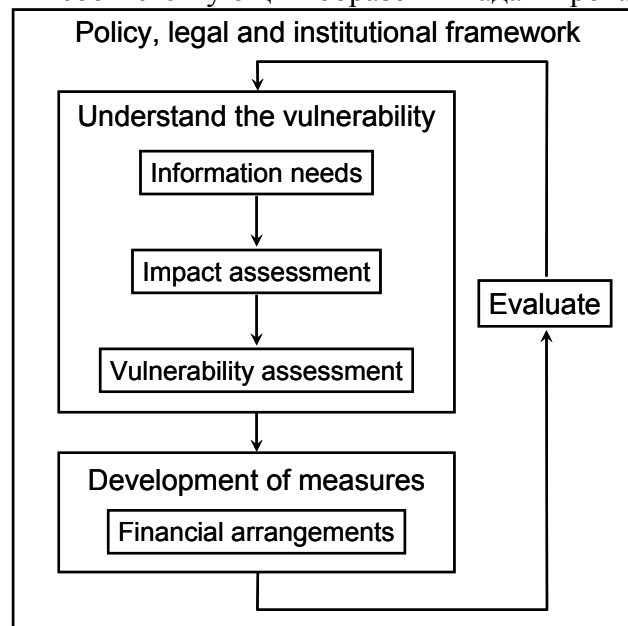 Policy, legal and institutional framework
Understand the vulnerability
Information needs
Impact assessment
Evaluate
Vulnerability assessment
Development of measures
Financial arrangements